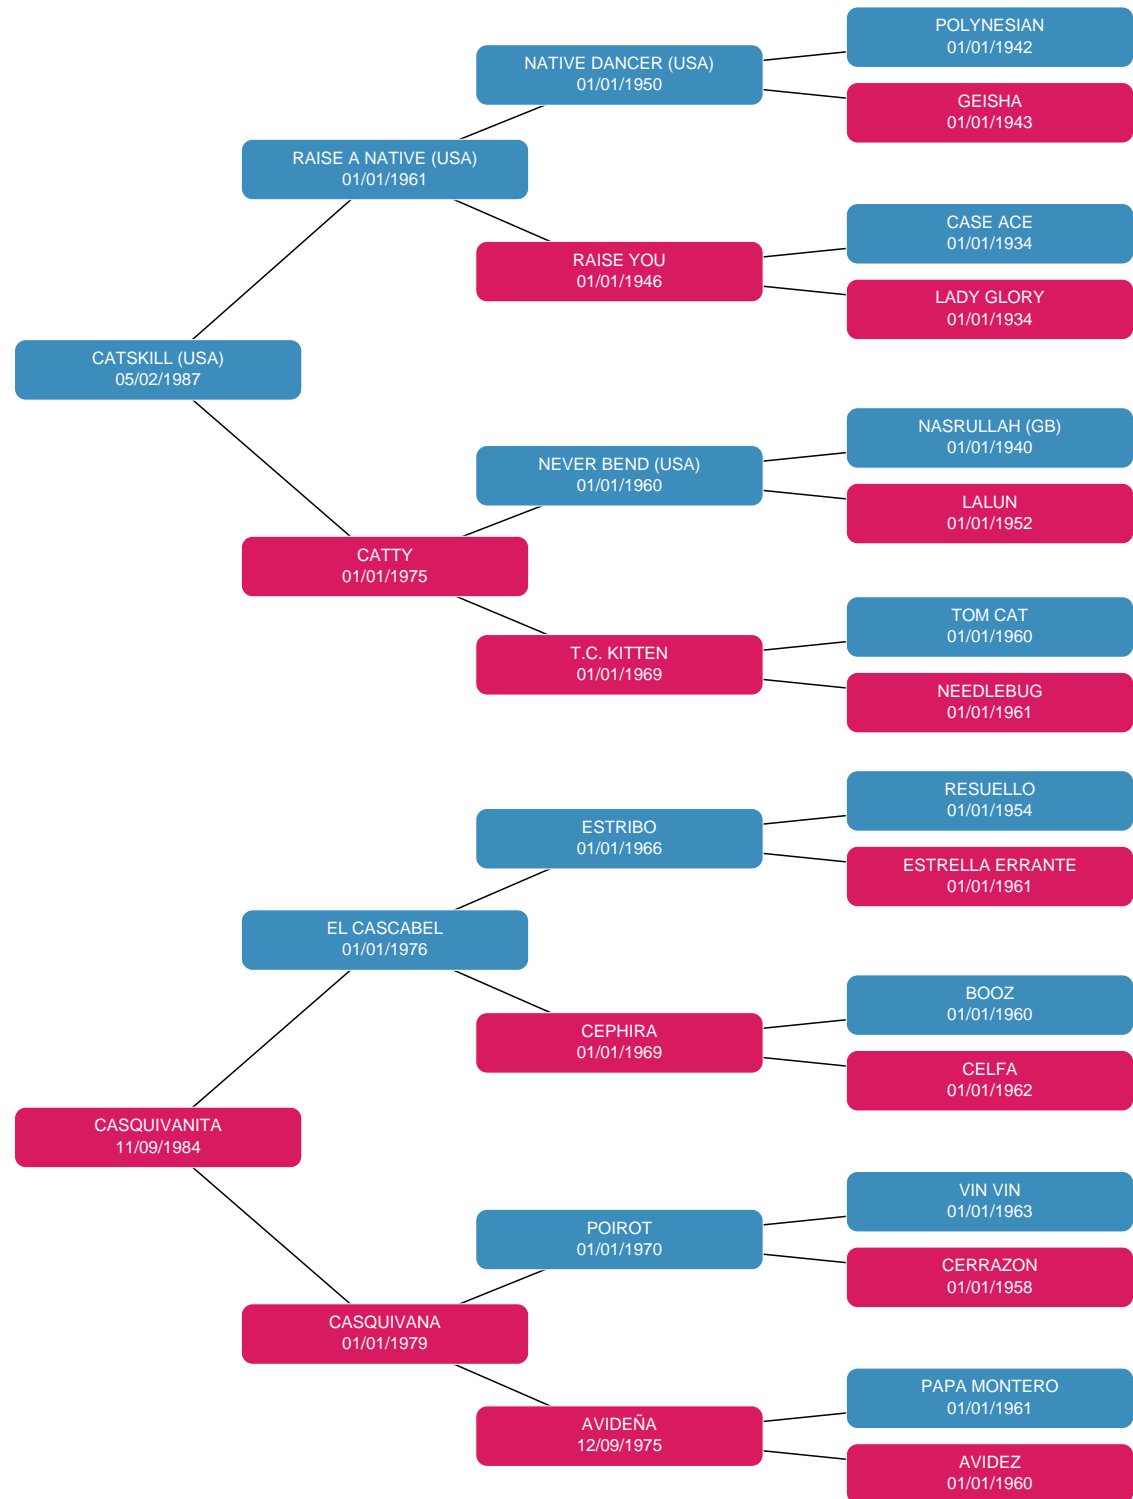 POLYNESIAN
01/01/1942
NATIVE DANCER (USA)
01/01/1950
GEISHA
01/01/1943
RAISE A NATIVE (USA)
01/01/1961
CASE ACE
01/01/1934
RAISE YOU
01/01/1946
LADY GLORY
01/01/1934
CATSKILL (USA)
05/02/1987
NASRULLAH (GB)
01/01/1940
NEVER BEND (USA)
01/01/1960
LALUN
01/01/1952
CATTY
01/01/1975
TOM CAT
01/01/1960
T.C. KITTEN
01/01/1969
NEEDLEBUG
01/01/1961
RESUELLO
01/01/1954
ESTRIBO
01/01/1966
ESTRELLA ERRANTE
01/01/1961
EL CASCABEL
01/01/1976
BOOZ
01/01/1960
CEPHIRA
01/01/1969
CELFA
01/01/1962
CASQUIVANITA
11/09/1984
VIN VIN
01/01/1963
POIROT
01/01/1970
CERRAZON
01/01/1958
CASQUIVANA
01/01/1979
PAPA MONTERO
01/01/1961
AVIDEÑA
12/09/1975
AVIDEZ
01/01/1960